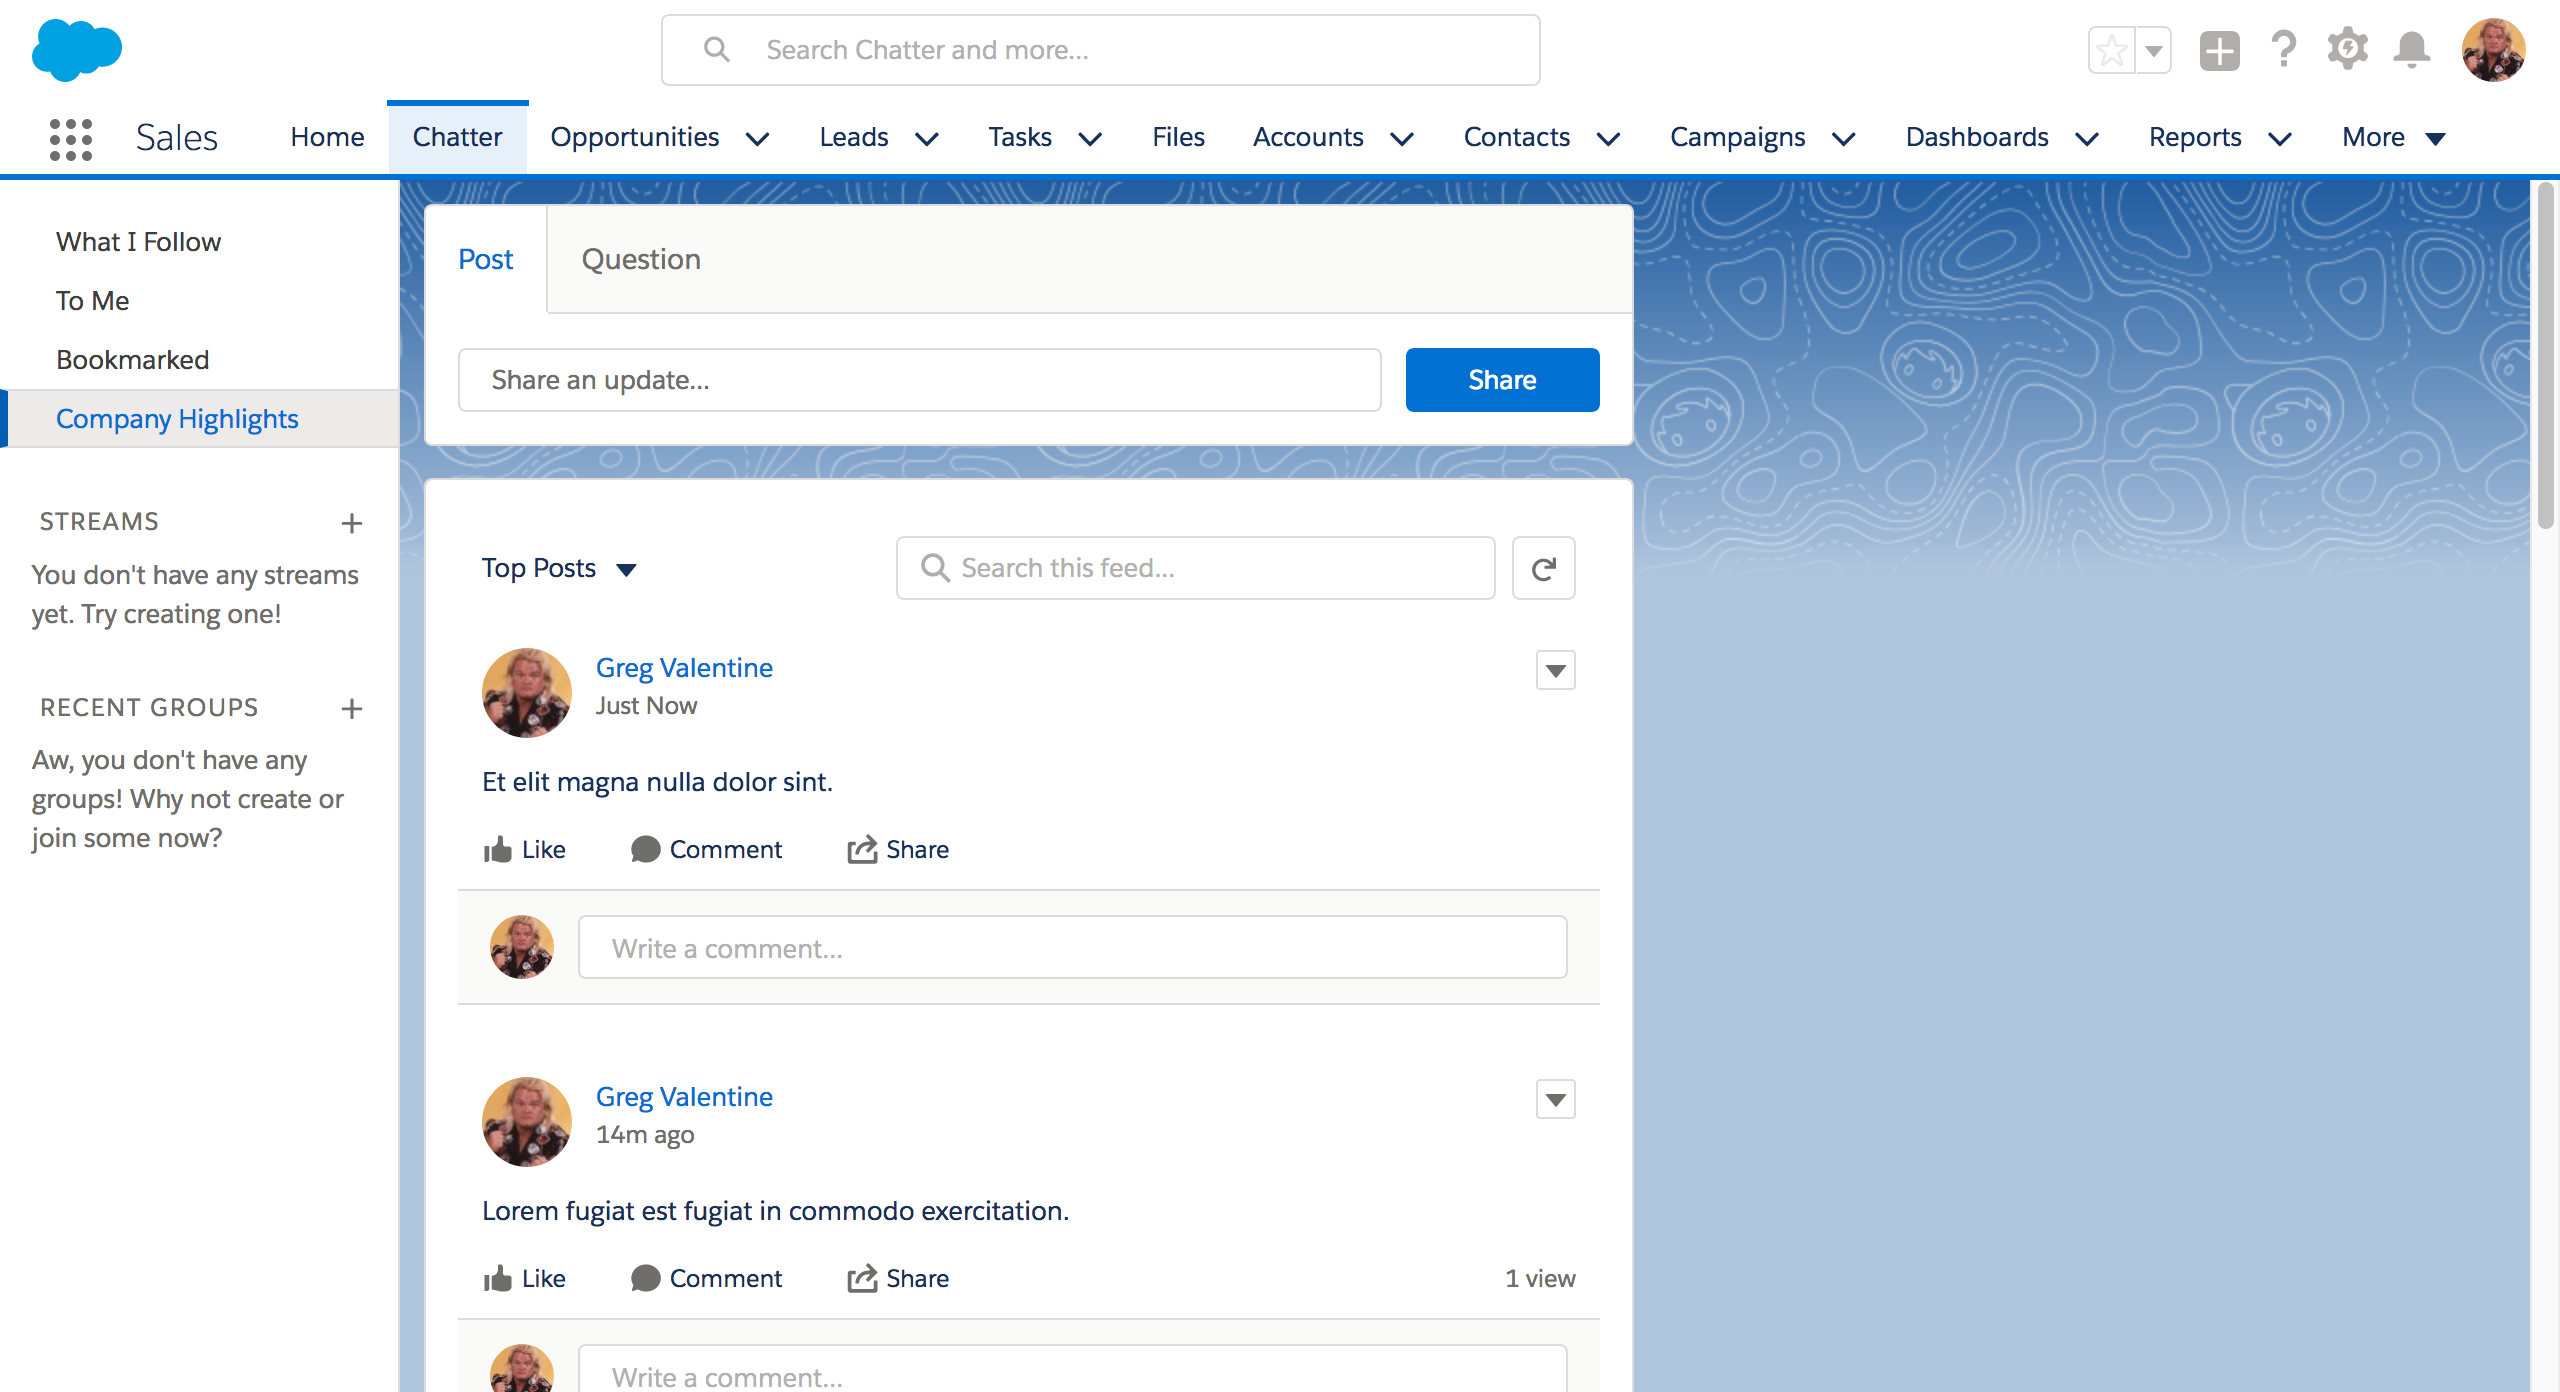 Search Chatter and more...
Sales
Home
Chatter
Opportunities
Leads
Tasks
Files
Accounts
Contacts
Campaigns
Dashboards
Reports
More
What I Follow
To Me
Bookmarked
Company Highlights
STREAMS
You don't have any streams
yet. Try creating one!
RECENT GROUPS
Aw, you don't have any
groups! Why not create or
join some now?
Post
Question
Share an update...
Share
Top Posts
Search this feed...
Greg Valentine
Just Now
Et elit magna nulla dolor sint.
Like
Comment
Share
Write a comment...
Greg Valentine
14m ago
Lorem fugiat est fugiat in commodo exercitation.
Like
Comment
Share
1 view
Write a comment...